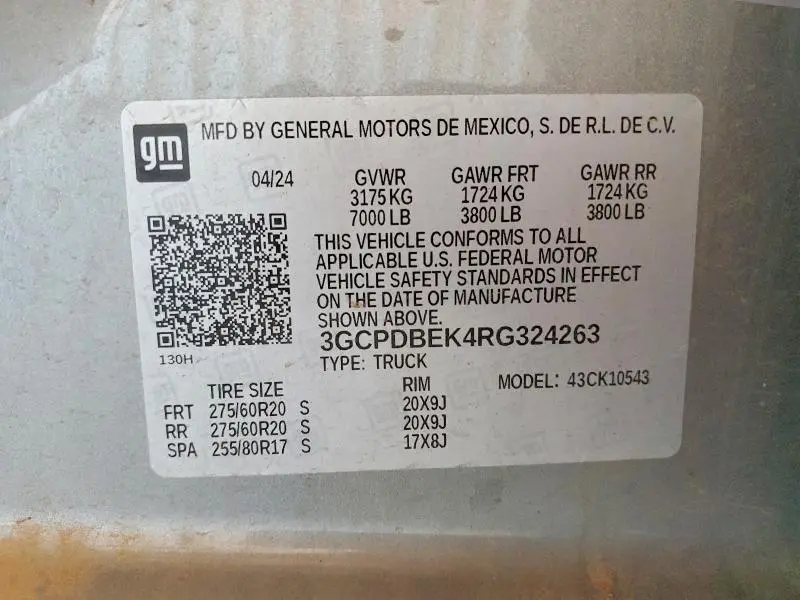 gm
MFD BY GENERAL MOTORS DE MEXICO, S. DE R.L. DE C.V.
04/24 GVWR GAWR FRT GAWR RR
3175 KG 1724 KG 1724 KG
7000 LB 3800 LB 3800 LB
THIS VEHICLE CONFORMS TO ALL
APPLICABLE U.S. FEDERAL MOTOR
VEHICLE SAFETY STANDARDS IN EFFECT
ON THE DATE OF MANUFACTURE
SHOWN ABOVE.
3GCPDBEK4RG324263
130H TYPE: TRUCK
TIRE SIZE RIM MODEL: 43CK10543
FRT 275/60R20 S 20X9J
RR 275/60R20 S 20X9J
SPA 255/80R17 S 17X8J